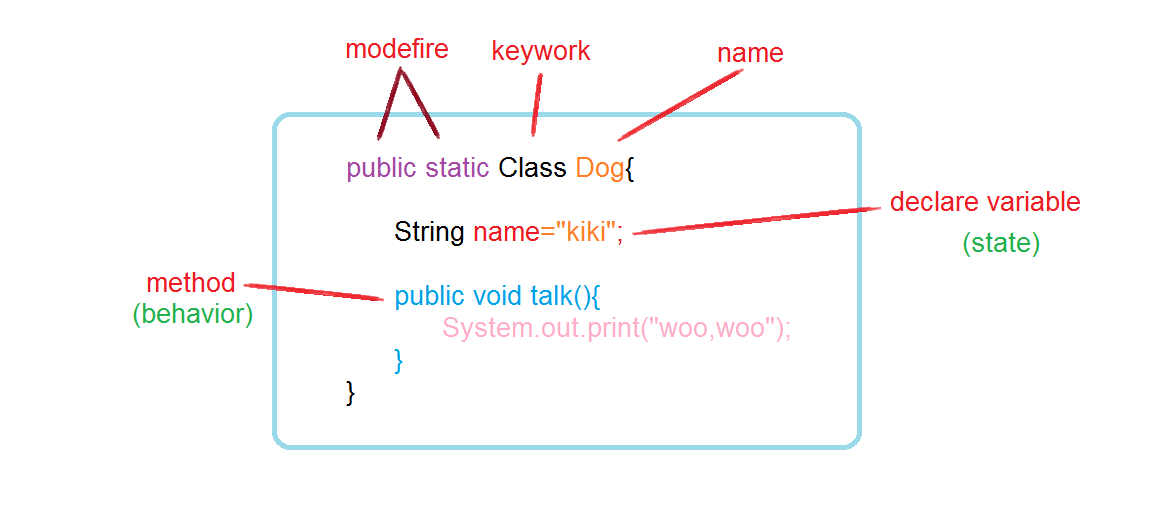 modefire
keywork
name
public static Class Dog{
String name="kiki";
declare variable
(state)
method
(behavior)
public void talk(){
System.out.print("woo,woo");
}
}